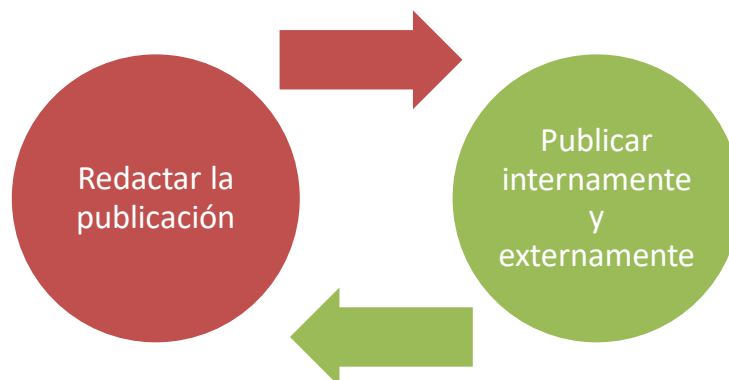 Redactar la
publicación
Publicar
internamente
y
externamente